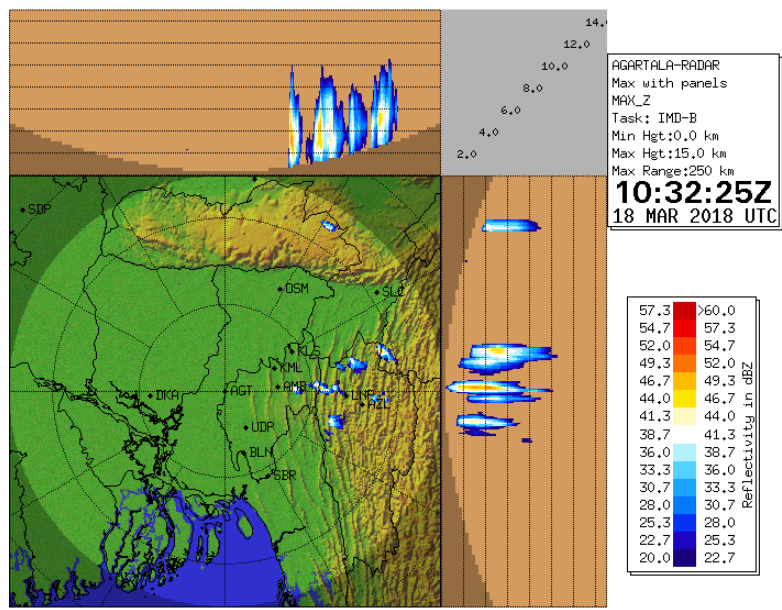 14.0
12.0
10.0
8.0
6.0
4.0
2.0
AGARTALA-RADAR
Max with panels
MAX_Z
Task: IMD-B
Min Hgt:0.0 km
Max Hgt:15.0 km
Max Range:250 km
10:32:25Z
18 MAR 2018 UTC
SDP
OSM
SLC
KLS
KML
AMB
AGT
DKA
AZL
UDP
BLN
SBR
57.3 >60.0
54.7 57.3
52.0 54.7
49.3 52.0
46.7 49.3
44.0 46.7
41.3 44.0
38.7 41.3
36.0 38.7
33.3 36.0
30.7 33.3
28.0 30.7
25.3 28.0
22.7 25.3
20.0 22.7
Reflectivity in dBZ